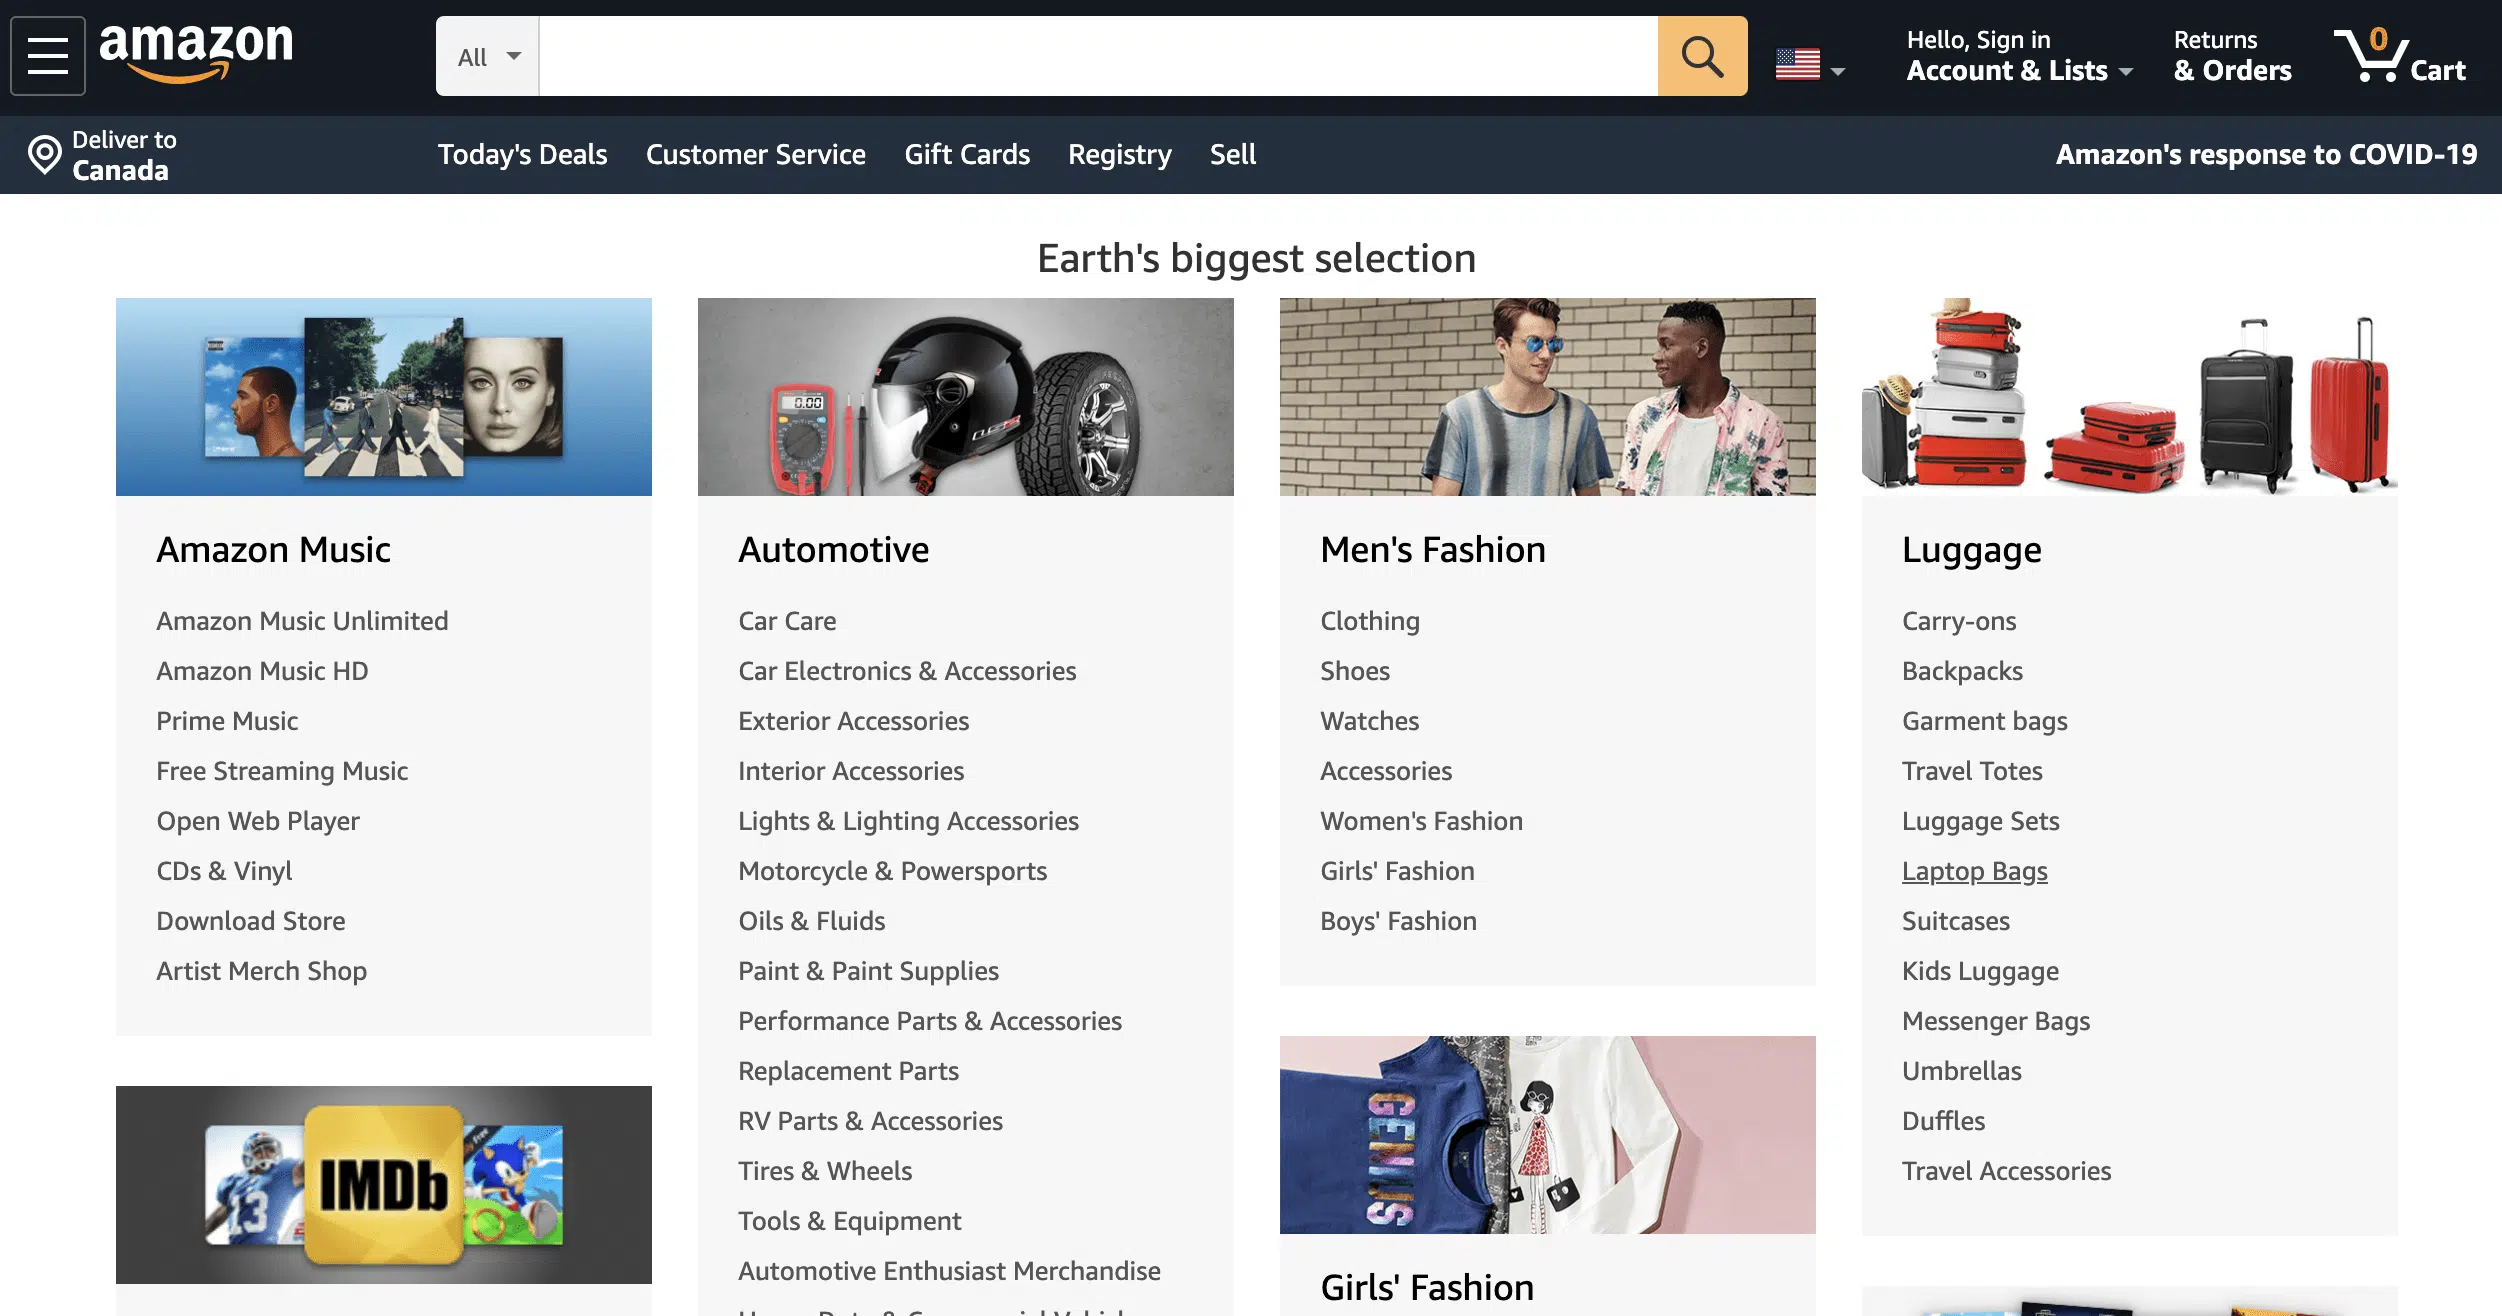 amazon
All
Hello, Sign in
Account & Lists
Returns
& Orders
0
Cart
Deliver to
Canada
Today's Deals
Customer Service
Gift Cards
Registry
Sell
Amazon's response to COVID-19
Earth's biggest selection
Amazon Music
Amazon Music Unlimited
Amazon Music HD
Prime Music
Free Streaming Music
Open Web Player
CDs & Vinyl
Download Store
Artist Merch Shop
13
IMDb
Free
0.00
LS2
Automotive
Car Care
Car Electronics & Accessories
Exterior Accessories
Interior Accessories
Lights & Lighting Accessories
Motorcycle & Powersports
Oils & Fluids
Paint & Paint Supplies
Performance Parts & Accessories
Replacement Parts
RV Parts & Accessories
Tires & Wheels
Tools & Equipment
Automotive Enthusiast Merchandise
Men's Fashion
Clothing
Shoes
Watches
Accessories
Women's Fashion
Girls' Fashion
Boys' Fashion
GENIUS
Girls' Fashion
Luggage
Carry-ons
Backpacks
Garment bags
Travel Totes
Luggage Sets
Laptop Bags
Suitcases
Kids Luggage
Messenger Bags
Umbrellas
Duffles
Travel Accessories